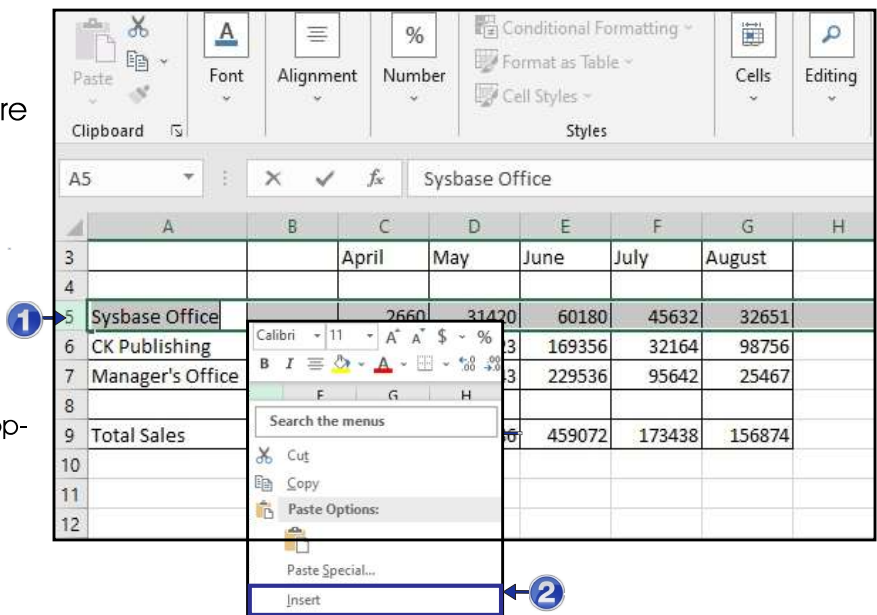 re
op-
Paste
Clipboard
Font
Alignment
%
Number
Conditional Formatting
Format as Table
Cell Styles
Styles
Cells
Editing
A5
fx
Sysbase Office
A B C D E F G H
3 April May June July August
4
1
5 Sysbase Office 2660 31420 60180 45632 32651
6 CK Publishing 23 169356 32164 98756
7 Manager's Office 43 229536 95642 25467
8
9 Total Sales 459072 173438 156874
10
11
12
Calibri 11 A A $ %
B I A
F G H
Search the menus
Cut
Copy
Paste Options:
Paste Special...
Insert
2